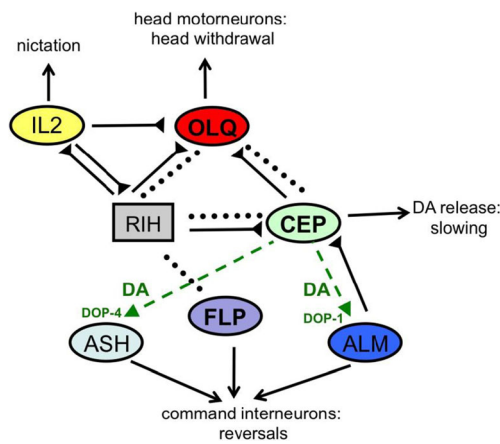 head motorneurons:
head withdrawal
nictation
IL2
OLQ
RIH
CEP
DA release:
slowing
DA
DA
DOP-4
DOP-1
FLP
ASH
ALM
command interneurons:
reversals